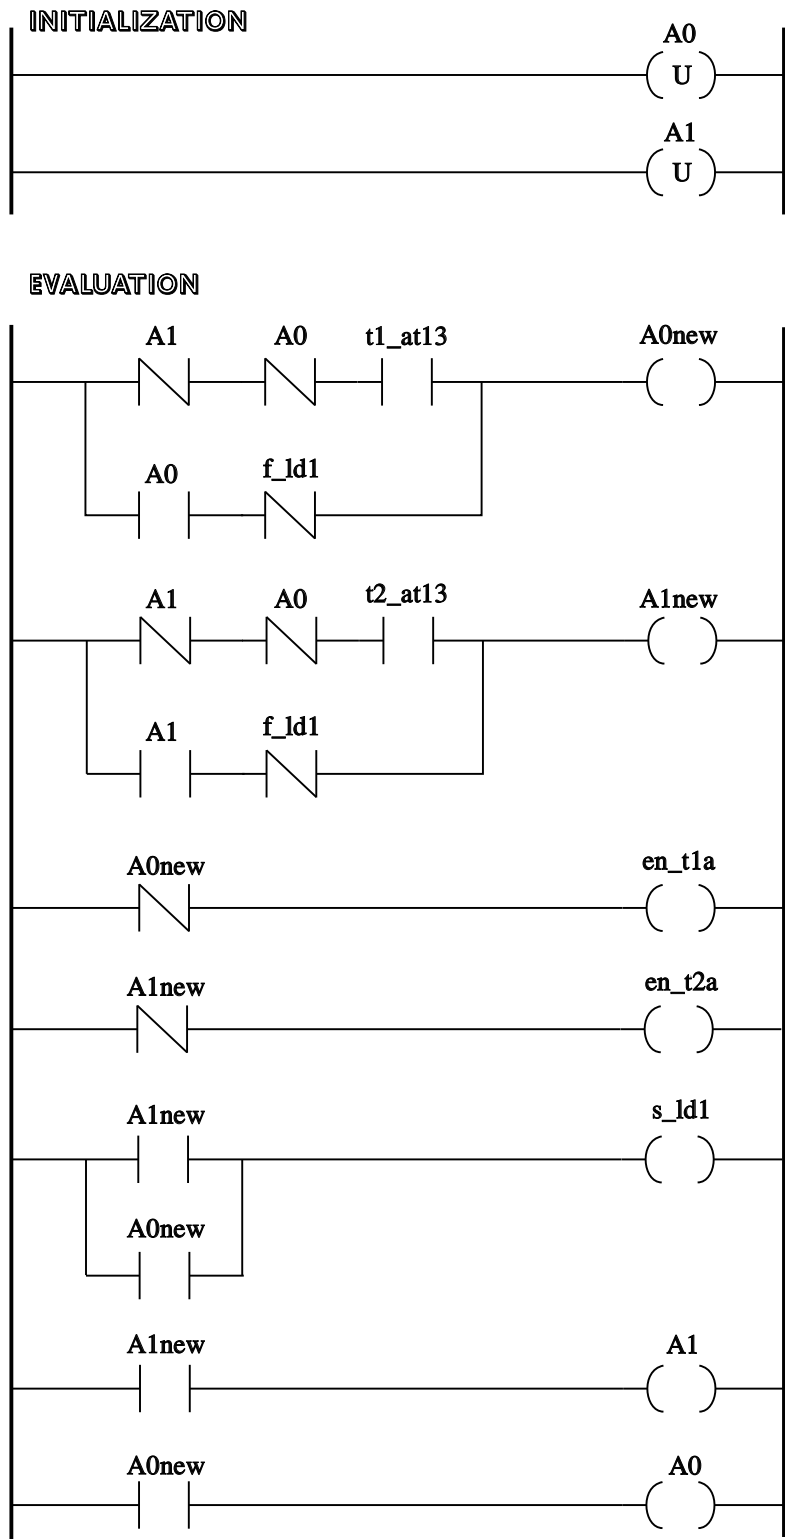 INITIALIZATION
A0
U
A1
U
EVALUATION
A1 A0 t1_at13 A0new
A0 f_ld1
A1 A0 t2_at13 A1new
A1 f_ld1
A0new en_t1a
A1new en_t2a
A1new s_ld1
A0new
A1new A1
A0new A0